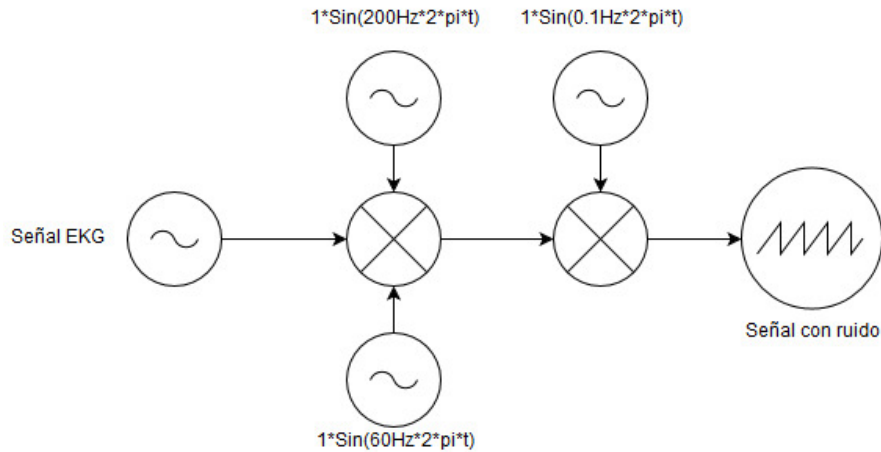 1*Sin(200Hz*2*pi*t)
1*Sin(0.1Hz*2*pi*t)
Señal EKG
Señal con ruido
1*Sin(60Hz*2*pi*t)